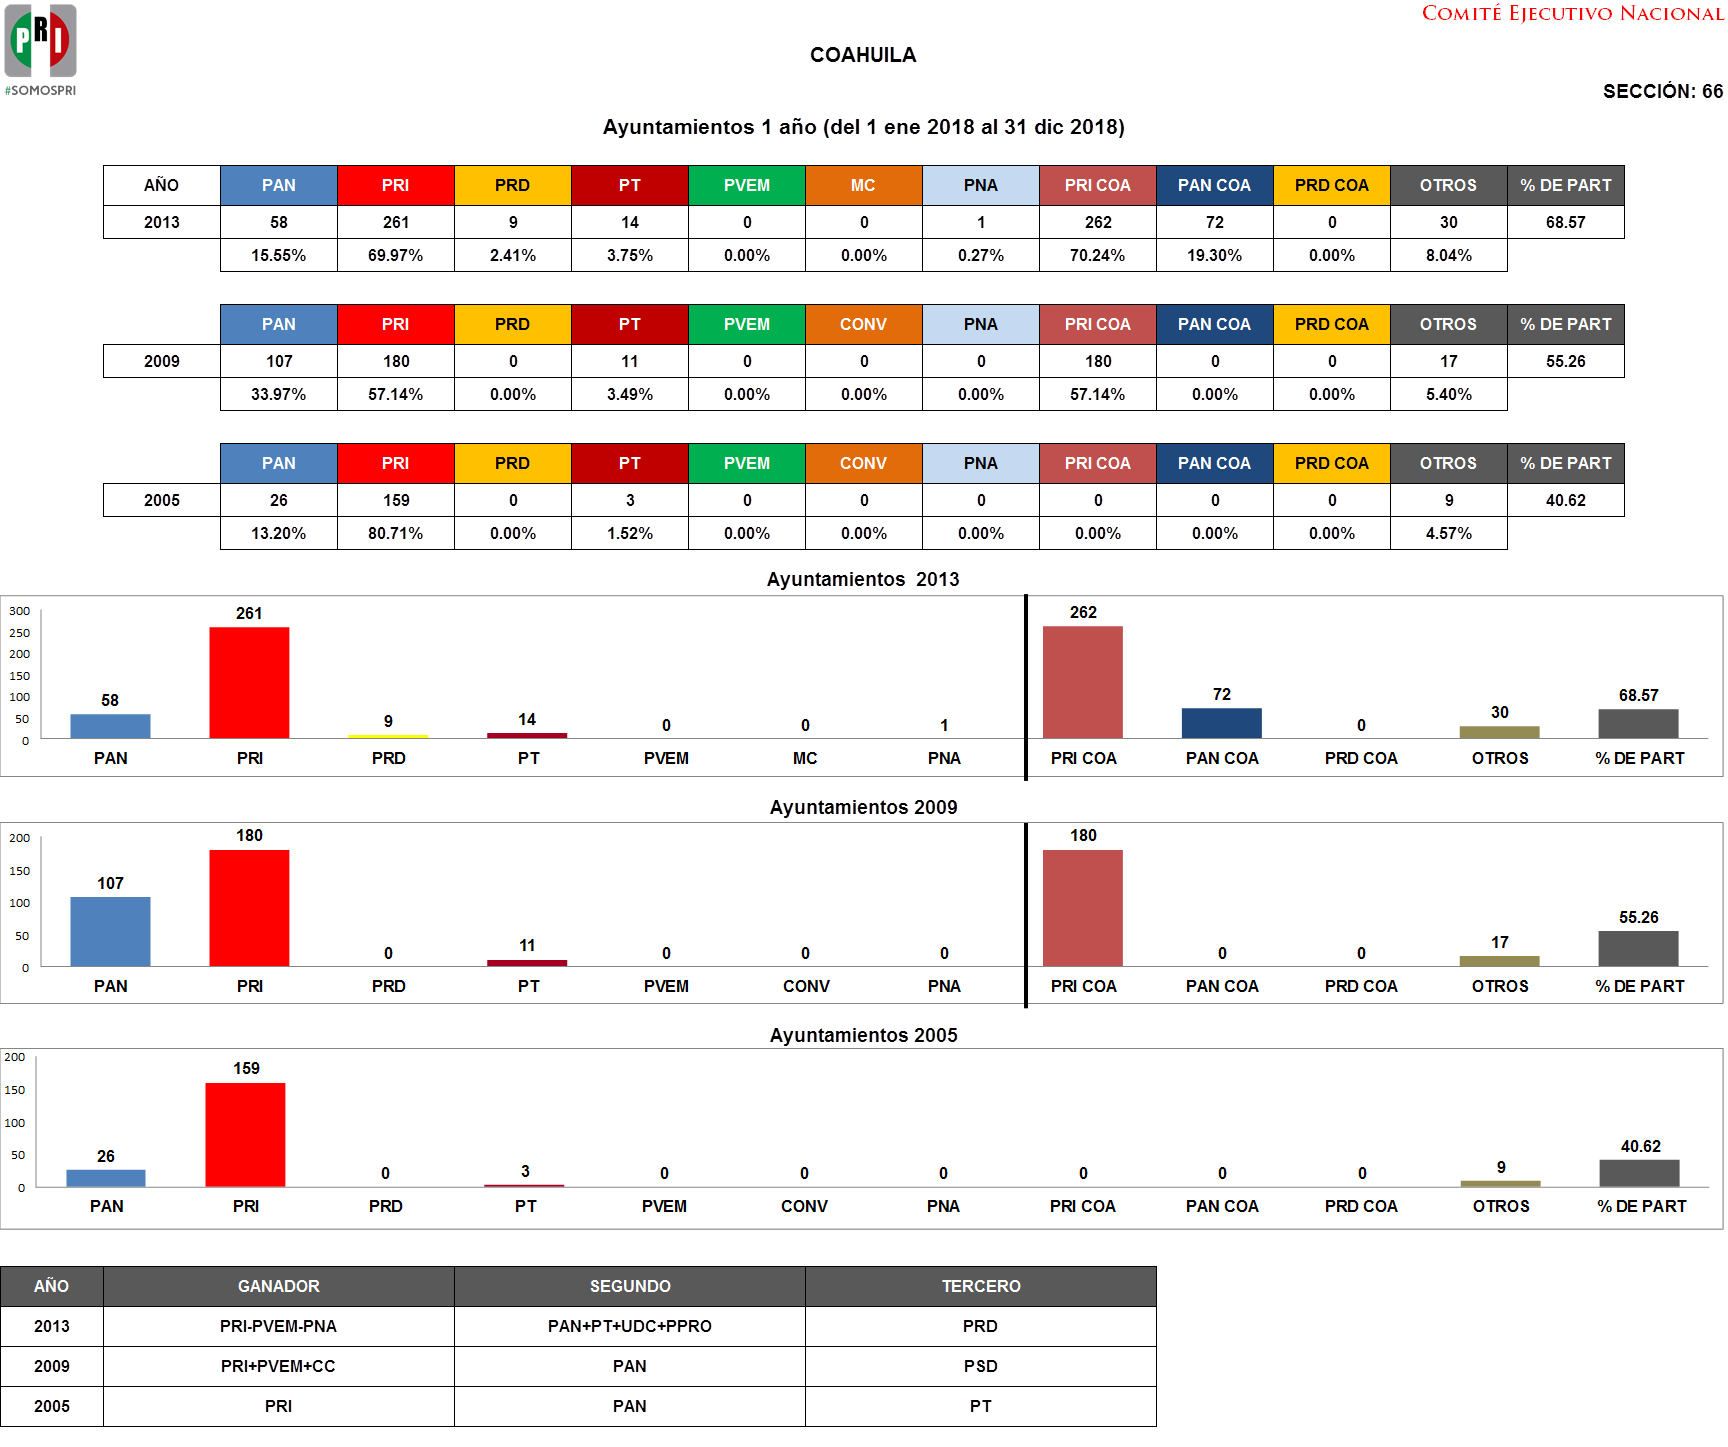 COMITÉ EJECUTIVO NACIONAL
PRI
#SOMOSPRI
COAHUILA
SECCIÓN: 66
Ayuntamientos 1 año (del 1 ene 2018 al 31 dic 2018)
AÑO PAN PRI PRD PT PVEM MC PNA PRI COA PAN COA PRD COA OTROS % DE PART
2013 58 261 9 14 0 0 1 262 72 0 30 68.57
15.55% 69.97% 2.41% 3.75% 0.00% 0.00% 0.27% 70.24% 19.30% 0.00% 8.04%
PAN PRI PRD PT PVEM CONV PNA PRI COA PAN COA PRD COA OTROS % DE PART
2009 107 180 0 11 0 0 0 180 0 0 17 55.26
33.97% 57.14% 0.00% 3.49% 0.00% 0.00% 0.00% 57.14% 0.00% 0.00% 5.40%
PAN PRI PRD PT PVEM CONV PNA PRI COA PAN COA PRD COA OTROS % DE PART
2005 26 159 0 3 0 0 0 0 0 0 9 40.62
13.20% 80.71% 0.00% 1.52% 0.00% 0.00% 0.00% 0.00% 0.00% 0.00% 4.57%
Ayuntamientos 2013
300
250
200
150
100
50
0
58 261 9 14 0 0 1 262 72 0 30 68.57
PAN PRI PRD PT PVEM MC PNA PRI COA PAN COA PRD COA OTROS % DE PART
Ayuntamientos 2009
200
150
100
50
0
107 180 0 11 0 0 0 180 0 0 17 55.26
PAN PRI PRD PT PVEM CONV PNA PRI COA PAN COA PRD COA OTROS % DE PART
Ayuntamientos 2005
200
150
100
50
0
26 159 0 3 0 0 0 0 0 0 9 40.62
PAN PRI PRD PT PVEM CONV PNA PRI COA PAN COA PRD COA OTROS % DE PART
AÑO GANADOR SEGUNDO TERCERO
2013 PRI-PVEM-PNA PAN+PT+UDC+PPRO PRD
2009 PRI+PVEM+CC PAN PSD
2005 PRI PAN PT